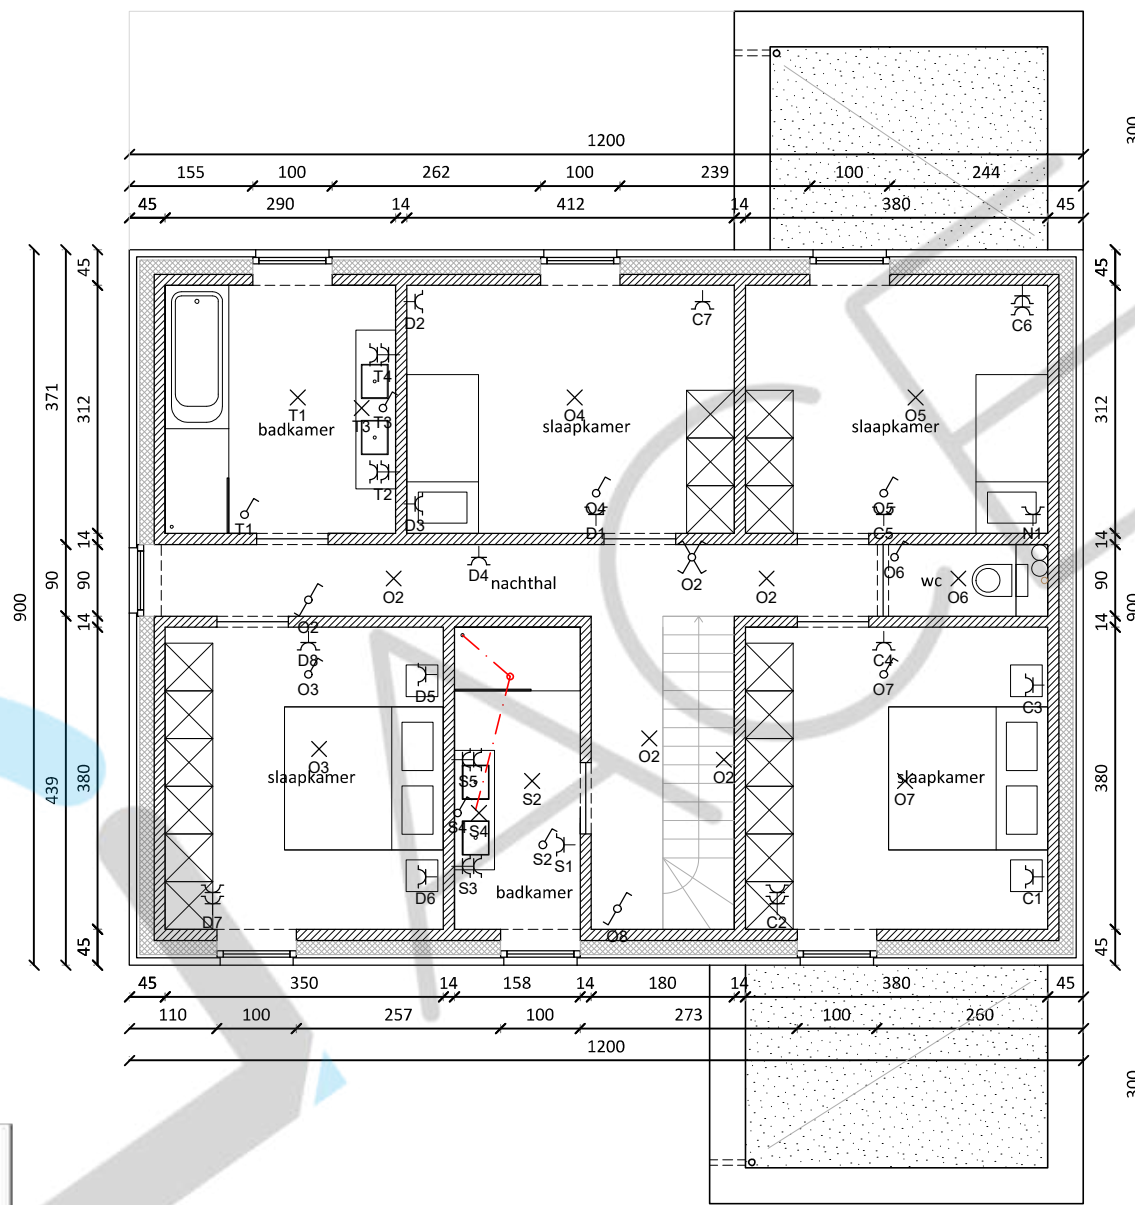 300
1200
155 100 262 100 239 100 244
45 290 14 412 14 380 45
45 45
D2 C7 C6
T4
371 312 312
T1 T3 T3 O4 O5
badkamer slaapkamer slaapkamer
T2
D3 O4 O5
T1 D1 C5 N1
14 14
D4 O2 O6
90 90 O2 nachthal O2 wc O6 90
900 900
14 O2 14
D8 C4
O3 D5 O7 C3
O3 O2 O2
slaapkamer S5 S2 slaapkamer
439 380 O7 380
S4 S4
S2 S1
S3
D6 badkamer C1
D7 C2
O8
45 45
45 350 14 158 14 180 14 380 45
110 100 257 100 273 100 260
1200
300